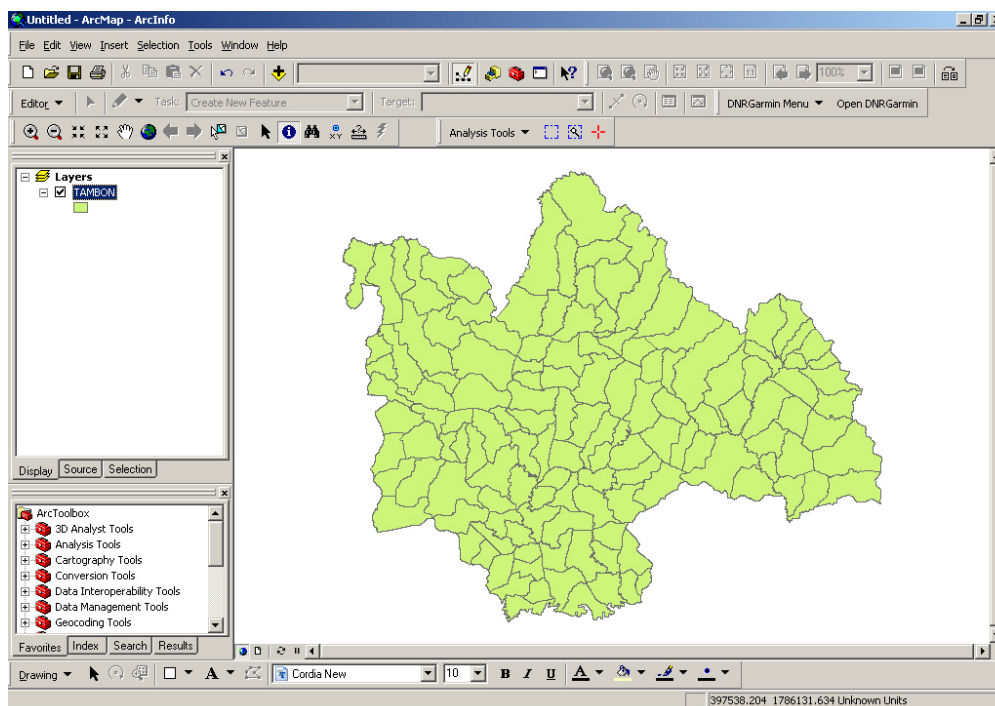 Untitled - ArcMap - ArcInfo
File Edit View Insert Selection Tools Window Help
100%
Editor Task: Create New Feature Target: DNRGarmin Menu Open DNRGarmin
Analysis Tools
Layers
TAMBON
Display Source Selection
ArcToolbox
3D Analyst Tools
Analysis Tools
Cartography Tools
Conversion Tools
Data Interoperability Tools
Data Management Tools
Geocoding Tools
Favorites Index Search Results
Drawing A Cordia New 10 B I U A
397538.204 1786131.634 Unknown Units